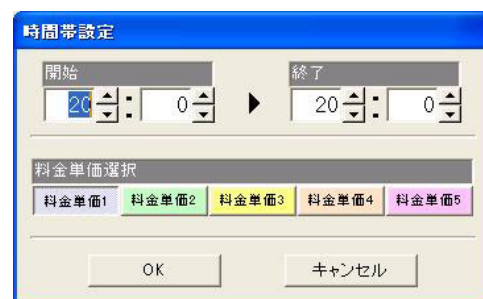 時間帯設定
開始 終了
20 : 0 ▶ 20 : 0
料金単価選択
料金単価1 料金単価2 料金単価3 料金単価4 料金単価5
OK キャンセル